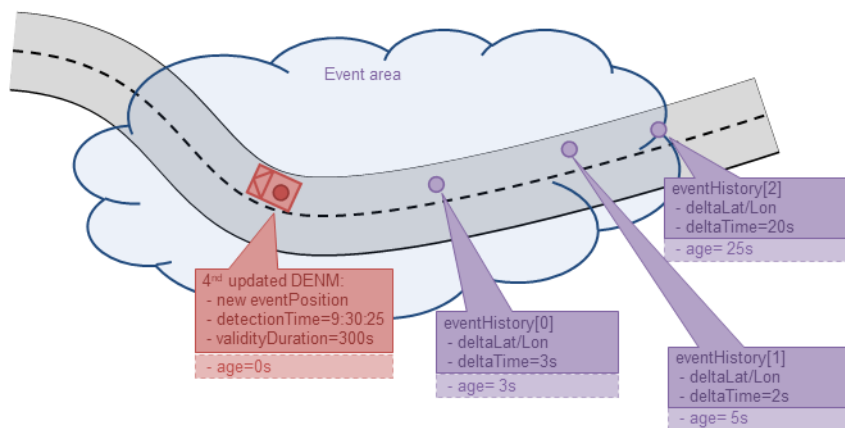 Event area
4nd updated DENM:
- new eventPosition
- detectionTime=9:30:25
- validityDuration=300s
- age=0s
eventHistory[0]
- deltaLat/Lon
- deltaTime=3s
- age= 3s
eventHistory[1]
- deltaLat/Lon
- deltaTime=2s
- age= 5s
eventHistory[2]
- deltaLat/Lon
- deltaTime=20s
- age= 25s